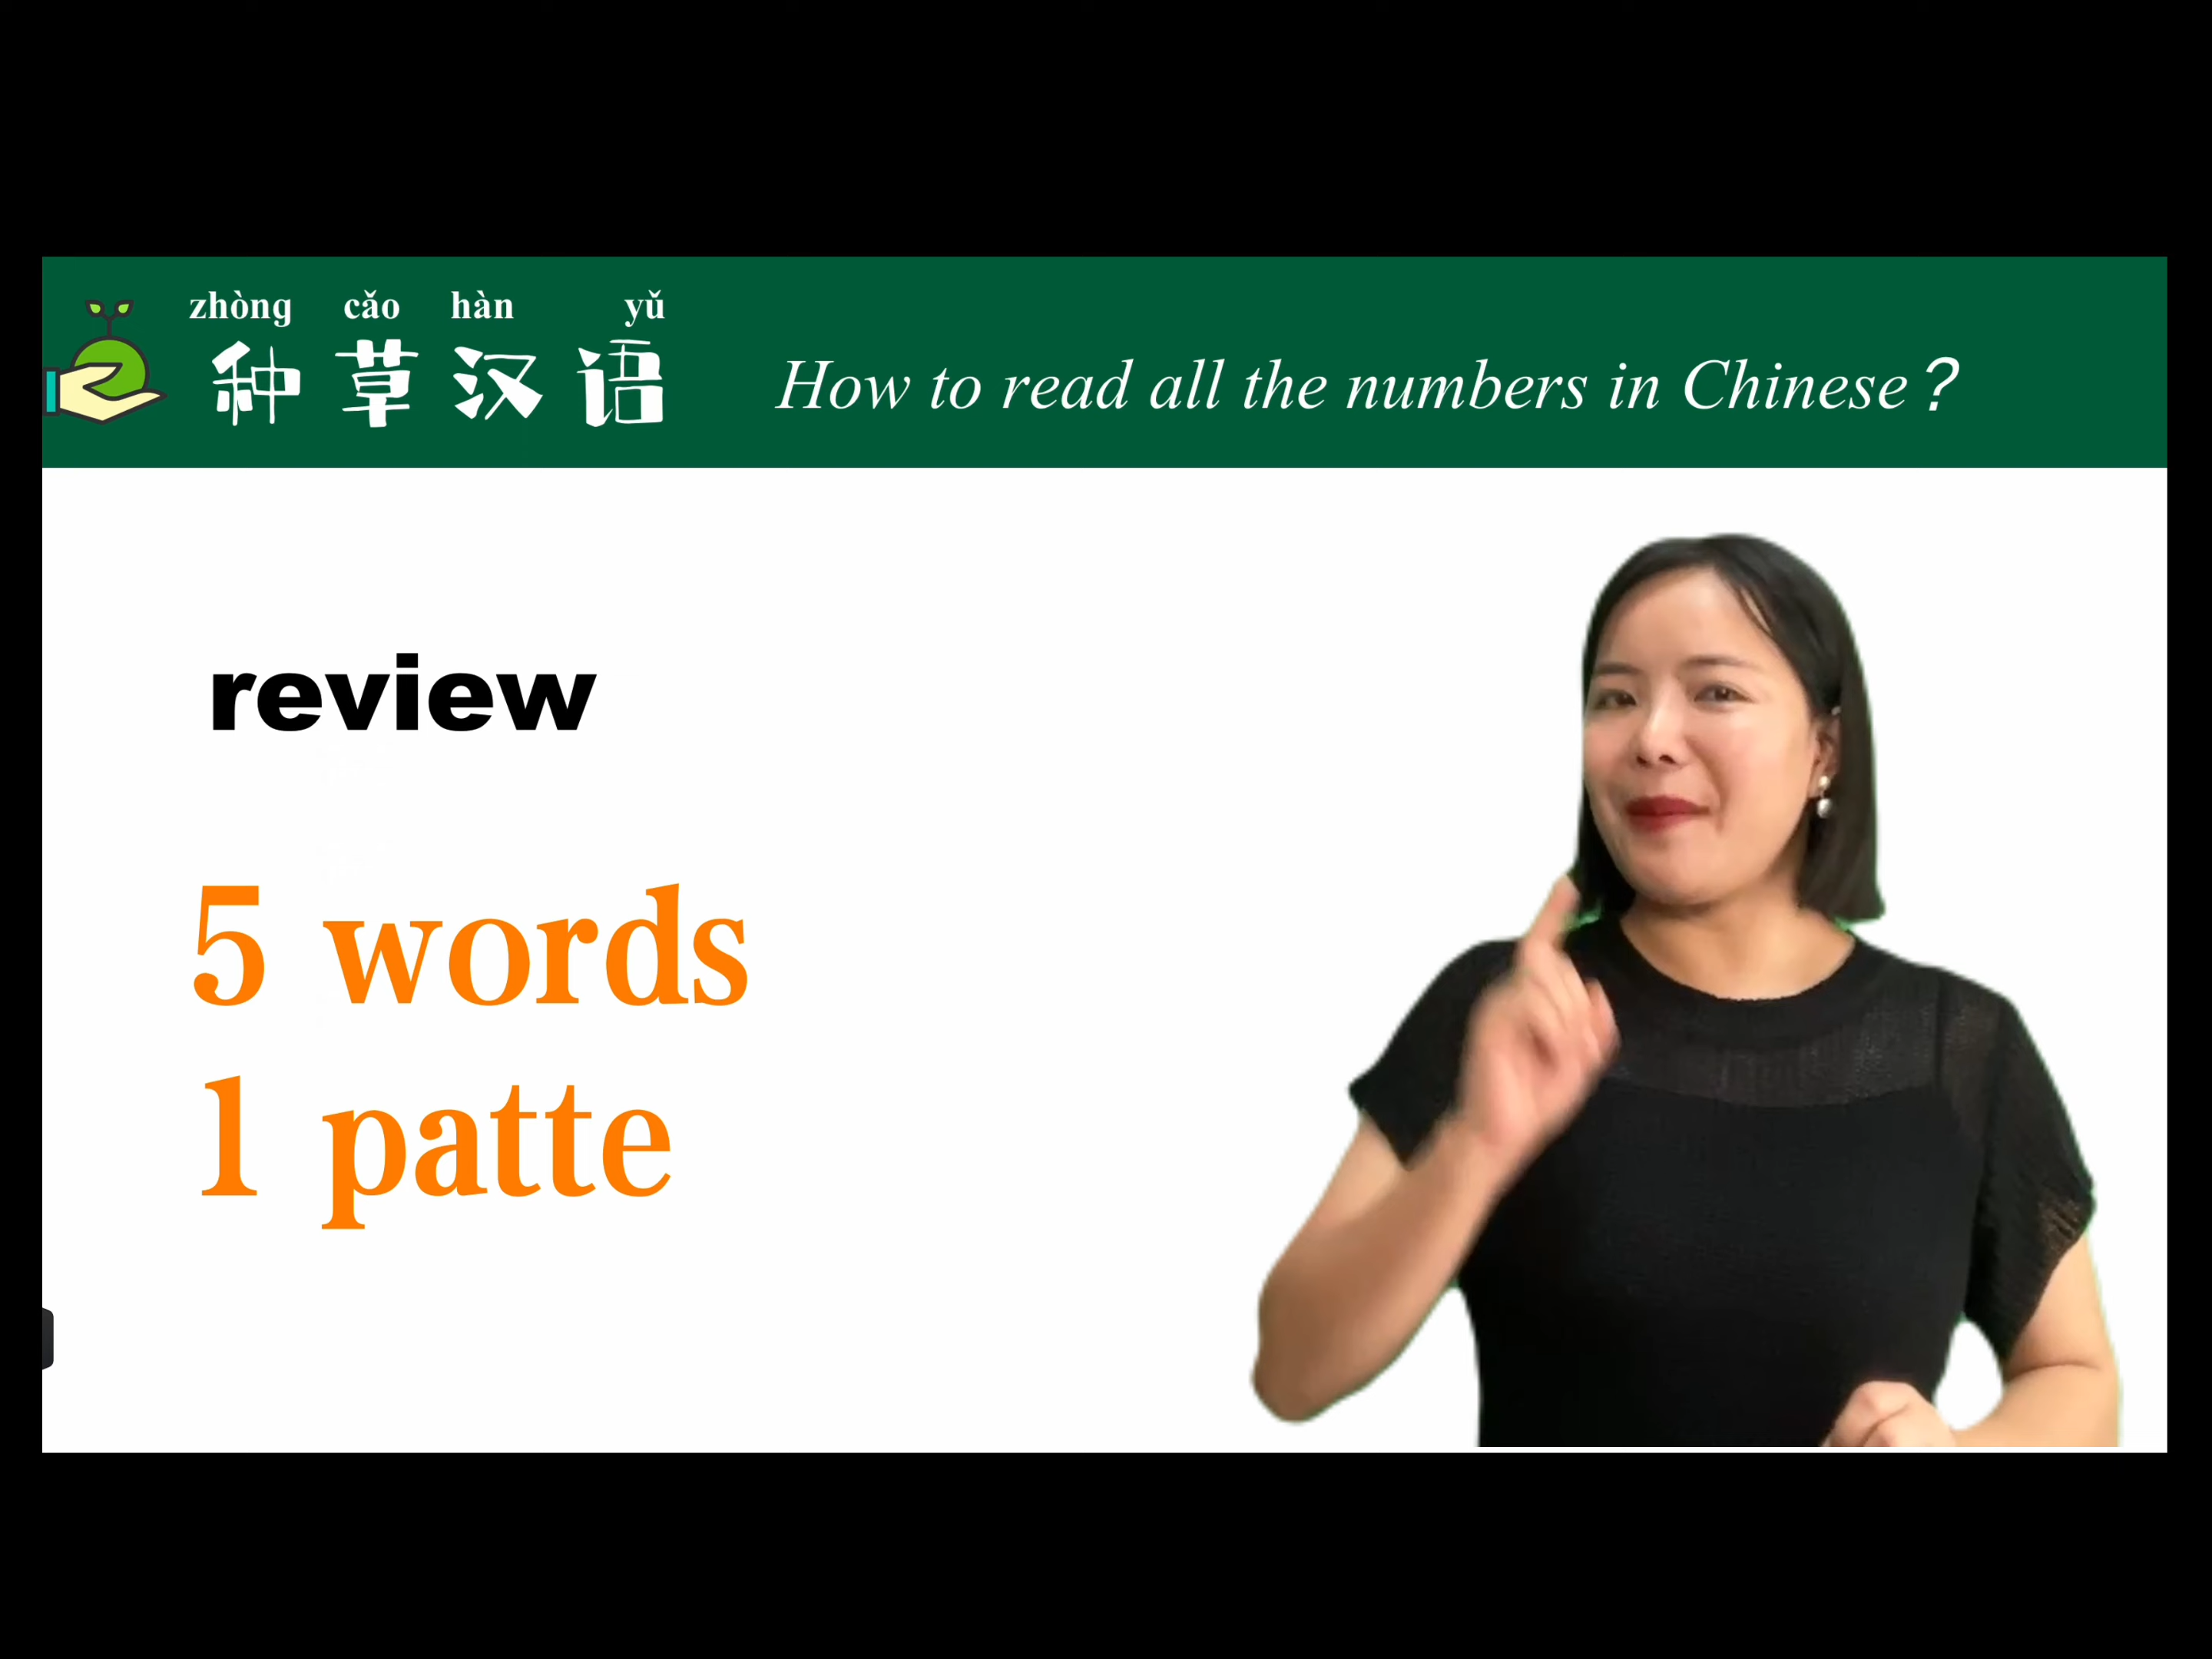 zhòng cǎo hàn yǔ
种草汉语
How to read all the numbers in Chinese？
review
5 words
1 patte